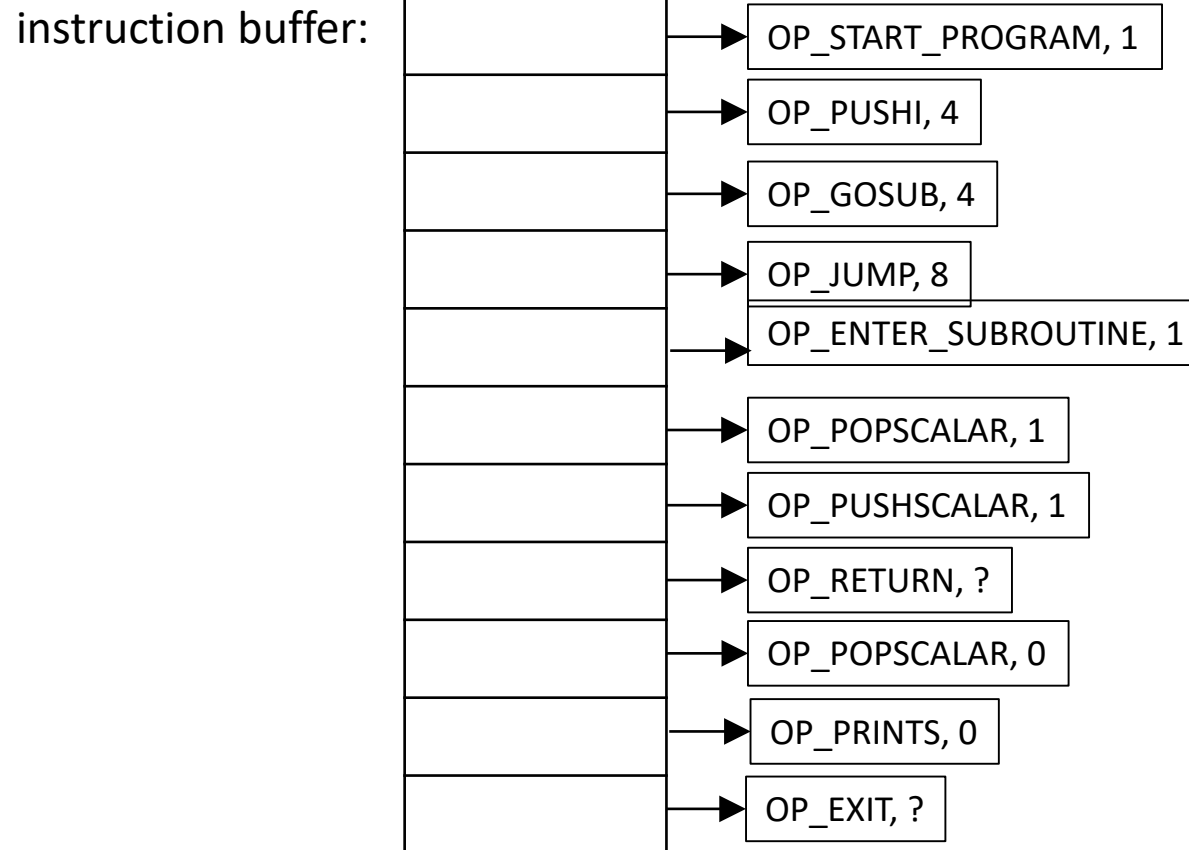 instruction buffer:
OP_START_PROGRAM, 1
OP_PUSHI, 4
OP_GOSUB, 4
OP_JUMP, 8
OP_ENTER_SUBROUTINE, 1
OP_POPSCALAR, 1
OP_PUSHSCALAR, 1
OP_RETURN, ?
OP_POPSCALAR, 0
OP_PRINTS, 0
OP_EXIT, ?